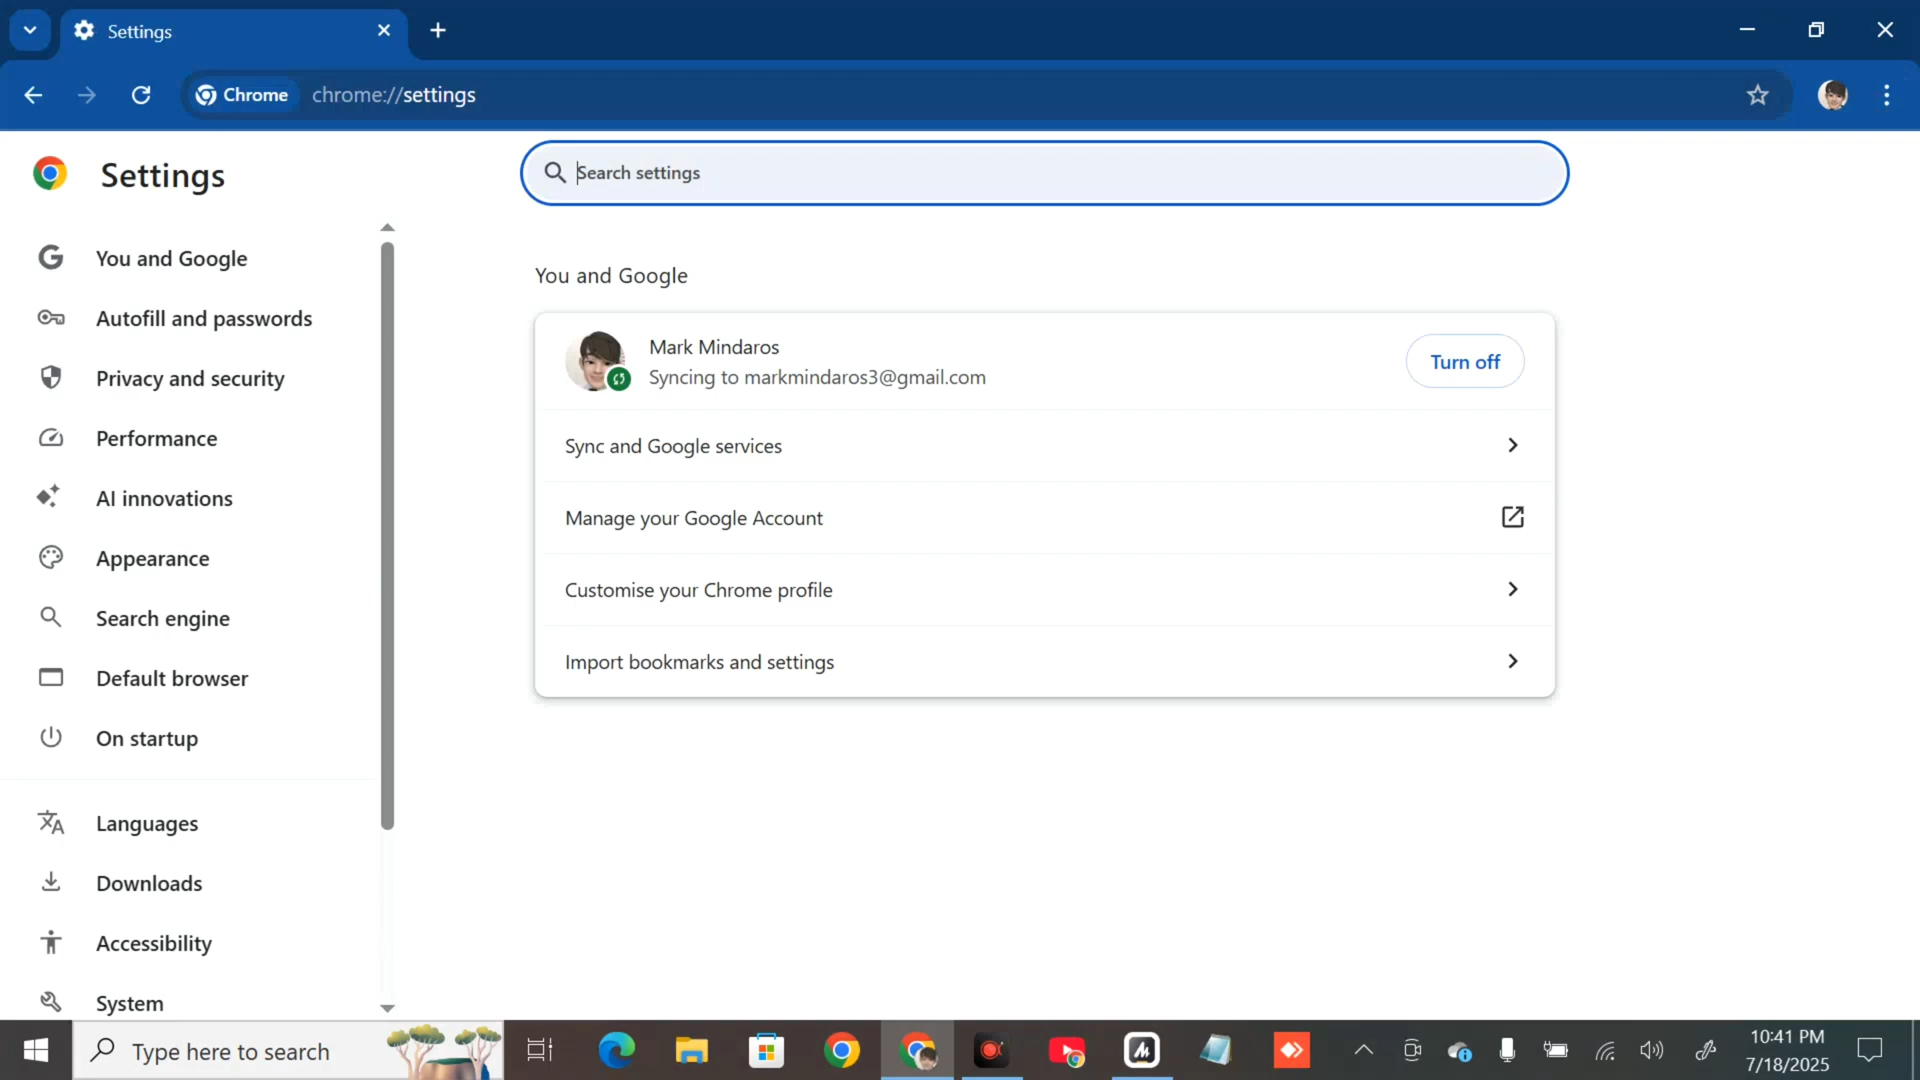 Settings
Chrome
chrome://settings
Settings
Search settings
You and Google
Autofill and passwords
Privacy and security
Performance
AI innovations
Appearance
Search engine
Default browser
On startup
Languages
Downloads
Accessibility
System
You and Google
Mark Mindaros
Syncing to markmindaros3@gmail.com
Turn off
Sync and Google services
Manage your Google Account
Customise your Chrome profile
Import bookmarks and settings
Type here to search
10:41 PM
7/18/2025